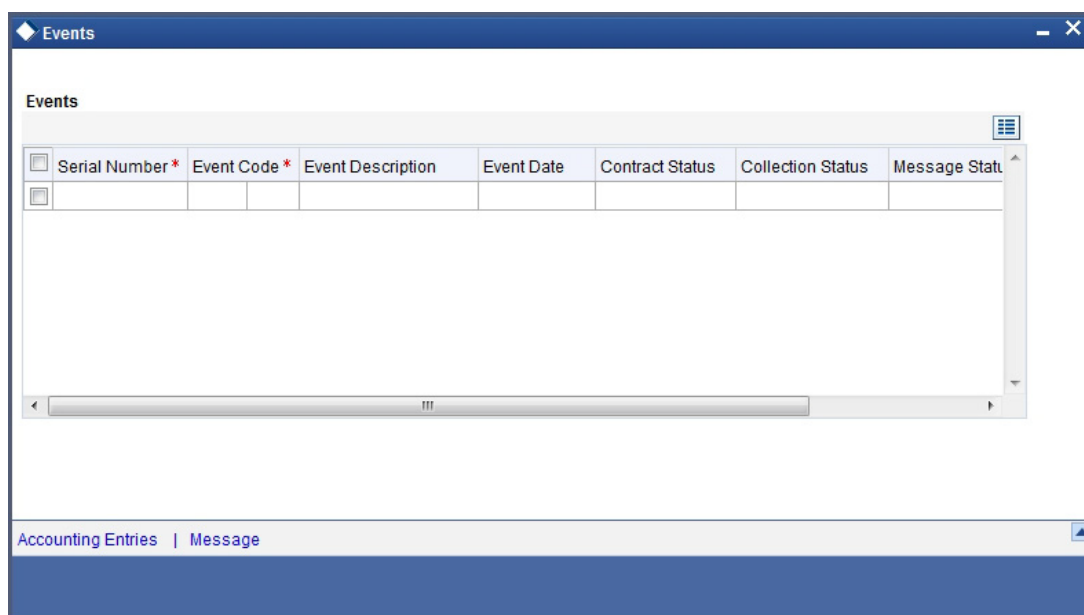 Events
Events
Serial Number * Event Code * Event Description Event Date Contract Status Collection Status Message Statu
Accounting Entries | Message